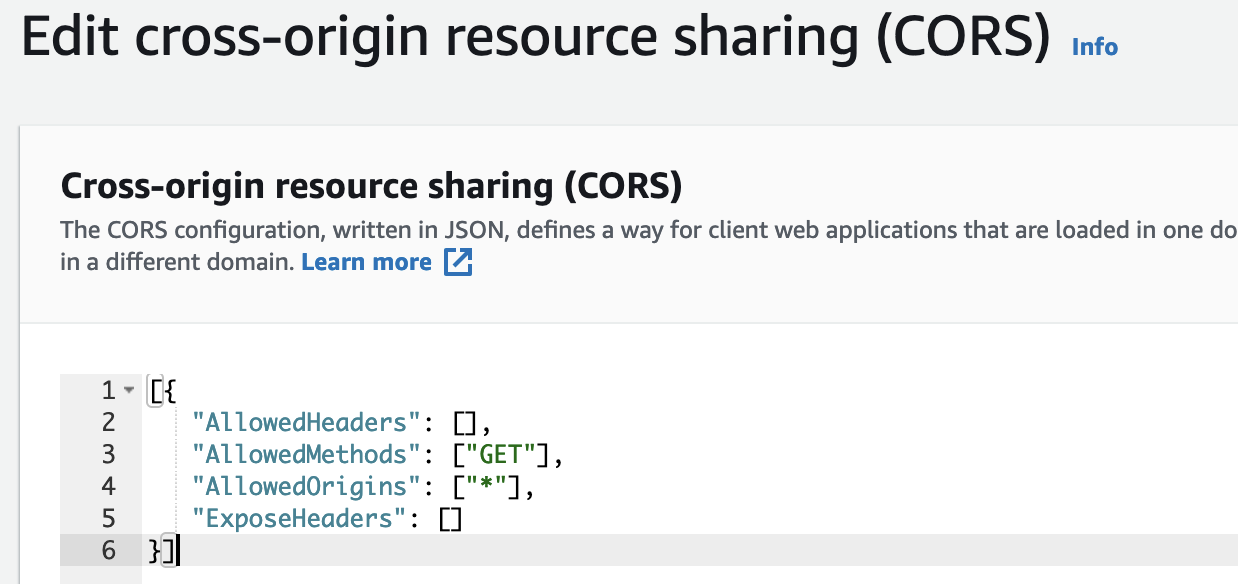 Edit cross-origin resource sharing (CORS) Info
Cross-origin resource sharing (CORS)
The CORS configuration, written in JSON, defines a way for client web applications that are loaded in one do
in a different domain. Learn more
1 [{
2 "AllowedHeaders": [],
3 "AllowedMethods": ["GET"],
4 "AllowedOrigins": ["*"],
5 "ExposeHeaders": []
6 }]